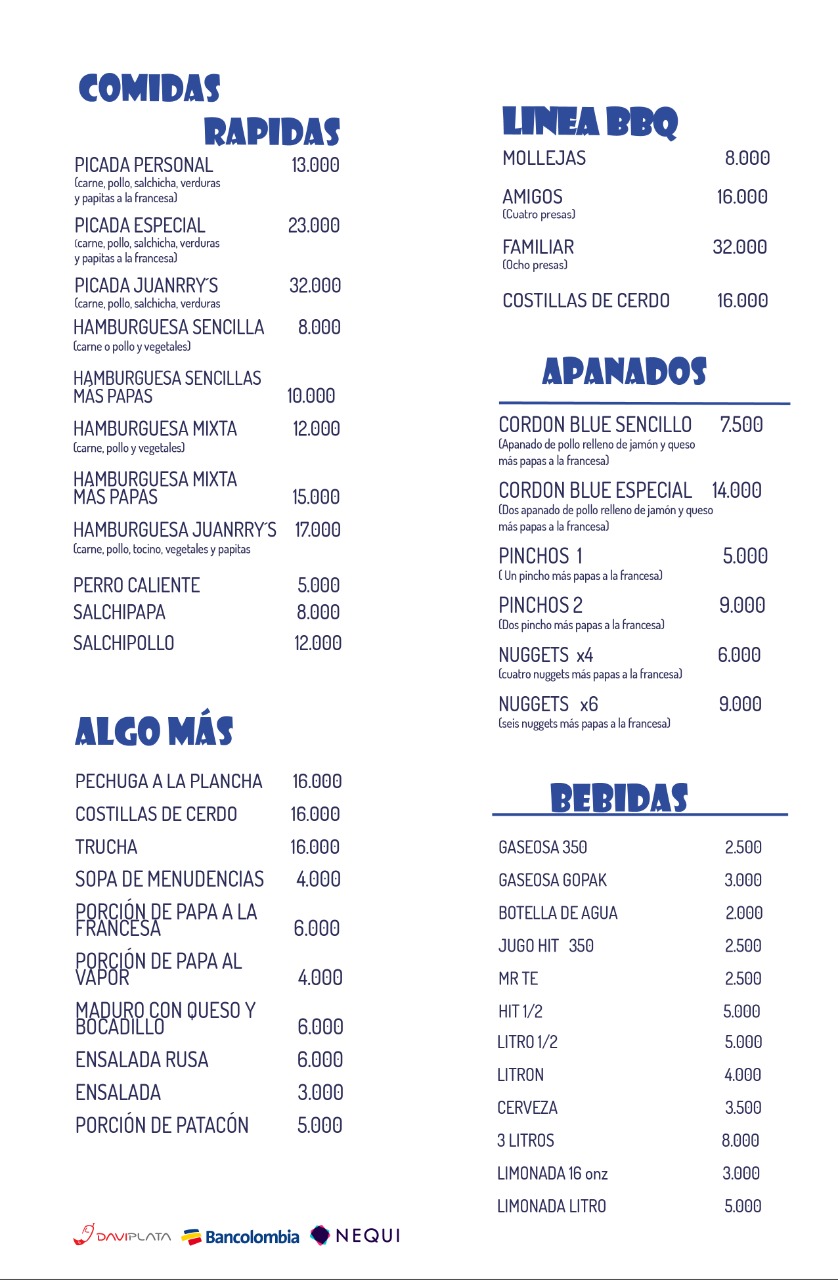 COMIDAS
RAPIDAS
PICADA PERSONAL 13.000
(carne, pollo, salchicha, verduras
y papitas a la francesa)
PICADA ESPECIAL 23.000
(carne, pollo, salchicha, verduras
y papitas a la francesa)
PICADA JUANRRY´S 32.000
(carne, pollo, salchicha, verduras
HAMBURGUESA SENCILLA 8.000
(carne o pollo y vegetales)
HAMBURGUESA SENCILLAS
MÁS PAPAS 10.000
HAMBURGUESA MIXTA 12.000
(carne, pollo y vegetales)
HAMBURGUESA MIXTA
MÁS PAPAS 15.000
HAMBURGUESA JUANRRY´S 17.000
(carne, pollo, tocino, vegetales y papitas
PERRO CALIENTE 5.000
SALCHIPAPA 8.000
SALCHIPOLLO 12.000
ALGO MÁS
PECHUGA A LA PLANCHA 16.000
COSTILLAS DE CERDO 16.000
TRUCHA 16.000
SOPA DE MENUDENCIAS 4.000
PORCIÓN DE PAPA A LA
FRANCESA 6.000
PORCIÓN DE PAPA AL
VAPOR 4.000
MADURO CON QUESO Y
BOCADILLO 6.000
ENSALADA RUSA 6.000
ENSALADA 3.000
PORCIÓN DE PATACÓN 5.000
DAVIPLATA Bancolombia NEQUI
LINEA BBQ
MOLLEJAS 8.000
AMIGOS 16.000
(Cuatro presas)
FAMILIAR 32.000
(Ocho presas)
COSTILLAS DE CERDO 16.000
APANADOS
CORDON BLUE SENCILLO 7.500
(Apanado de pollo relleno de jamón y queso
más papas a la francesa)
CORDON BLUE ESPECIAL 14.000
(Dos apanado de pollo relleno de jamón y queso
más papas a la francesa)
PINCHOS 1 5.000
( Un pincho más papas a la francesa)
PINCHOS 2 9.000
(Dos pincho más papas a la francesa)
NUGGETS x4 6.000
(cuatro nuggets más papas a la francesa)
NUGGETS x6 9.000
(seis nuggets más papas a la francesa)
BEBIDAS
GASEOSA 350 2.500
GASEOSA GOPAK 3.000
BOTELLA DE AGUA 2.000
JUGO HIT 350 2.500
MR TE 2.500
HIT 1/2 5.000
LITRO 1/2 5.000
LITRON 4.000
CERVEZA 3.500
3 LITROS 8.000
LIMONADA 16 onz 3.000
LIMONADA LITRO 5.000